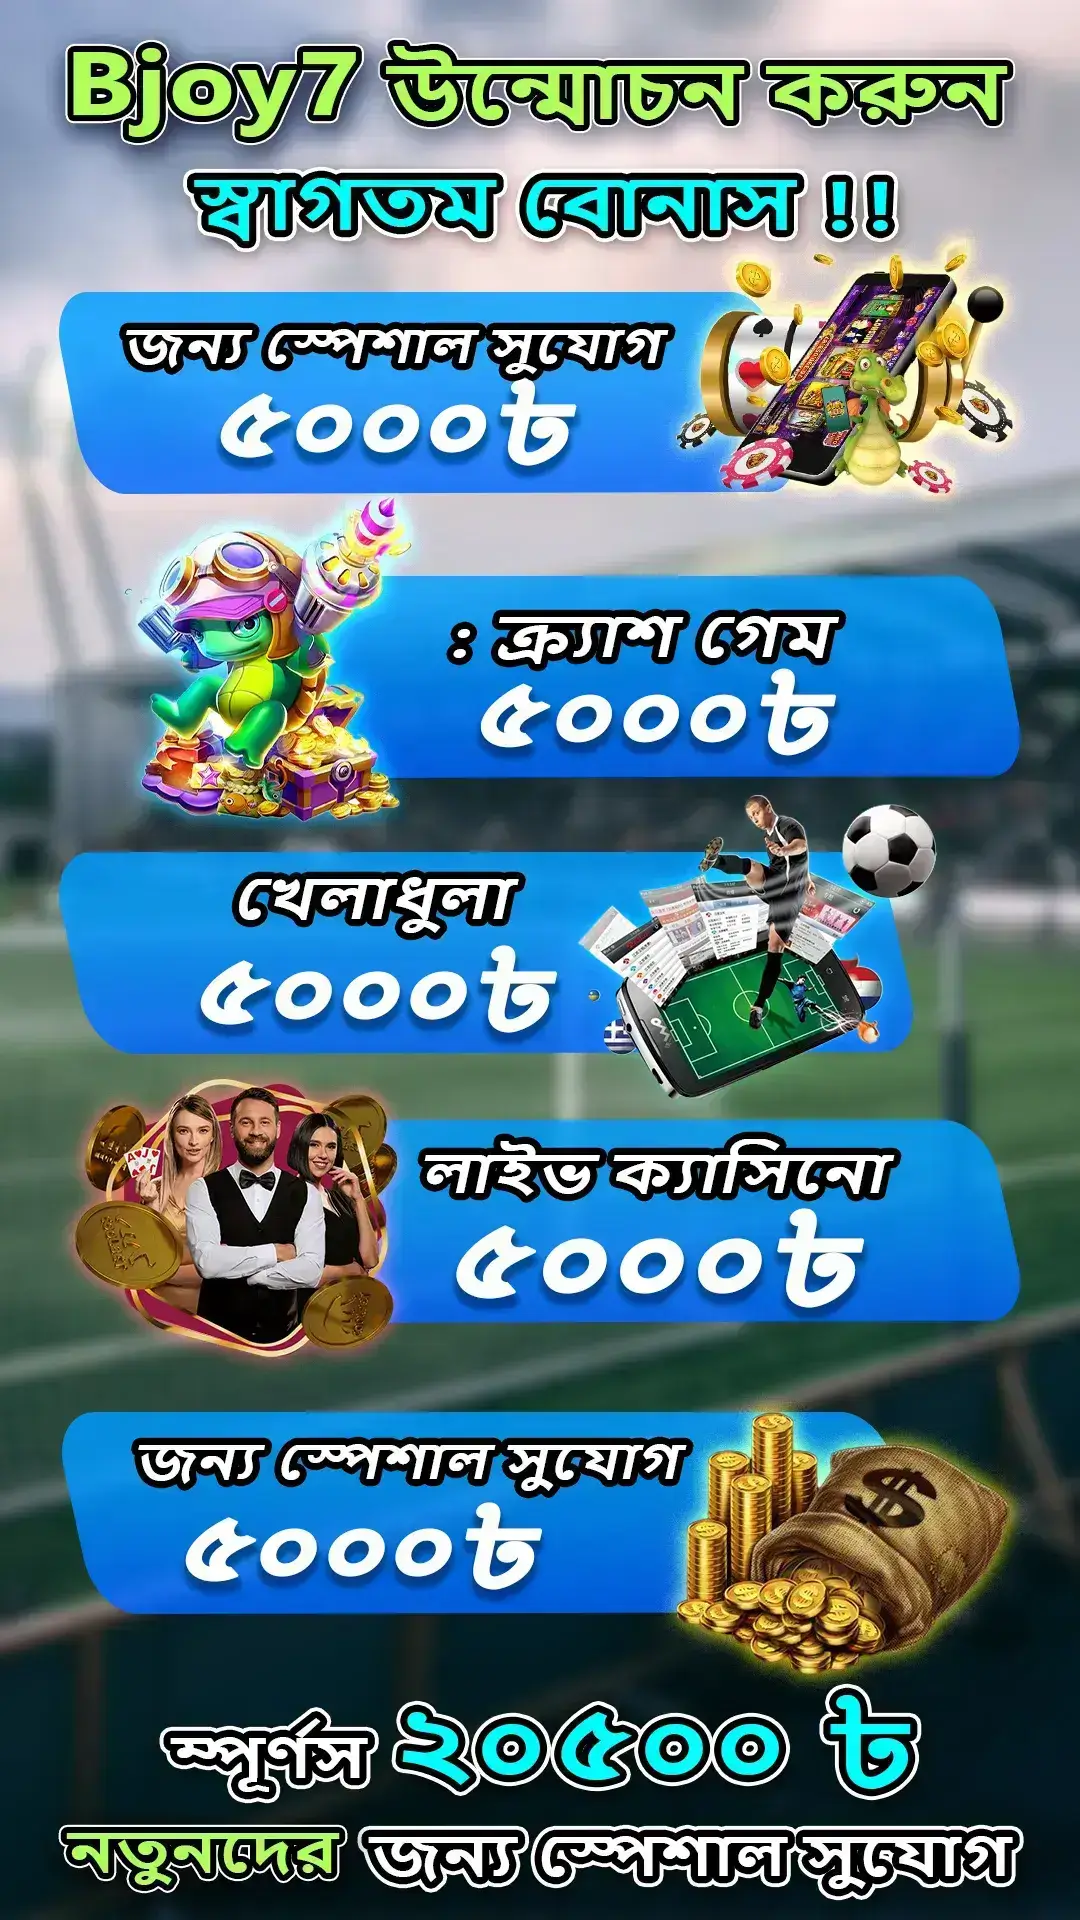 Bjoy7 উন্মোচন করুন
স্বাগতম বোনাস !!
জন্য স্পেশাল সুযোগ
৫০০০৳
: ক্র্যাশ গেম
৫০০০৳
খেলাধুলা
৫০০০৳
লাইভ ক্যাসিনো
৫০০০৳
জন্য স্পেশাল সুযোগ
৫০০০৳
স্পূর্ণস ২০৫০০ ৳
নতুনদের জন্য স্পেশাল সুযোগ